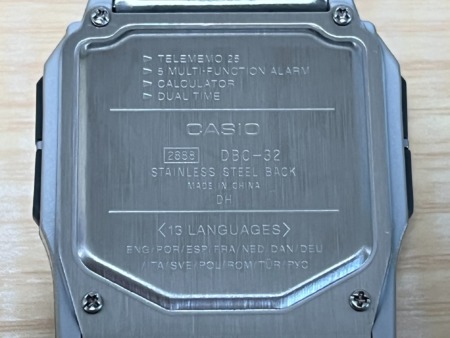 TELEMEMO 25
5 MULTI-FUNCTION ALARM
CALCULATOR
DUAL TIME
CASIO
2888 DBC-32
STAINLESS STEEL BACK
MADE IN CHINA
DH
<13 LANGUAGES>
ENG/POR/ESP/FRA/NED/DAN/DEU
/ITA/SVE/POL/ROM/TÜR/РУС